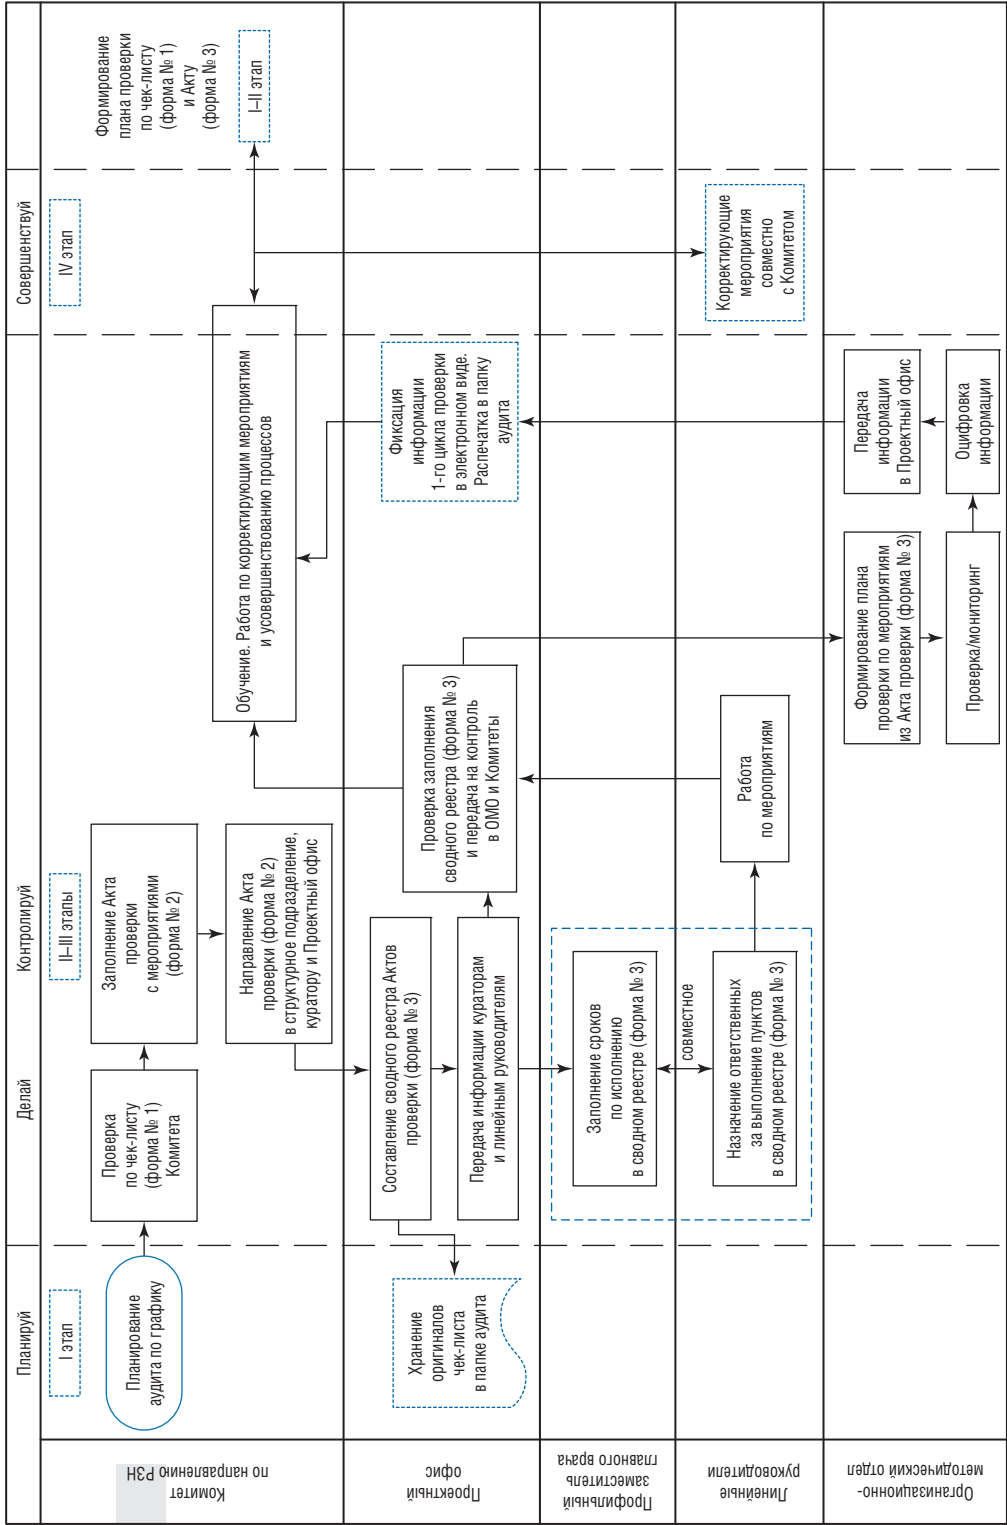 Планируй
Делай
Контролируй
Совершенствуй
Комитет
по направлению РЗН
I этап
Планирование
аудита по графику
Проверка
по чек-листу
(форма № 1)
Комитета
II–III этапы
Заполнение Акта
проверки
с мероприятиями
(форма № 2)
Направление Акта
проверки (форма № 2)
в структурное подразделение,
куратору и Проектный офис
Обучение. Работа по корректирующим мероприятиям
и усовершенствованию процессов
IV этап
Формирование
плана проверки
по чек-листу
(форма № 1)
и Акту
(форма № 3)
I–II этап
Проектный
офис
Хранение
оригиналов
чек-листа
в папке аудита
Составление сводного реестра Актов
проверки (форма № 3)
Передача информации кураторам
и линейным руководителям
Проверка заполнения
сводного реестра (форма № 3)
и передача на контроль
в ОМО и Комитеты
Фиксация
информации
1-го цикла проверки
в электронном виде.
Распечатка в папку
аудита
Профильный
заместитель
главного врача
Заполнение сроков
по исполнению
в сводном реестре (форма № 3)
совместное
Линейные
руководители
Назначение ответственных
за выполнение пунктов
в сводном реестре (форма № 3)
Работа
по мероприятиям
Корректирующие
мероприятия
совместно
с Комитетом
Организационно-
методический отдел
Формирование плана
проверки по мероприятиям
из Акта проверки (форма № 3)
Проверка/мониторинг
Передача
информации
в Проектный офис
Оцифровка
информации